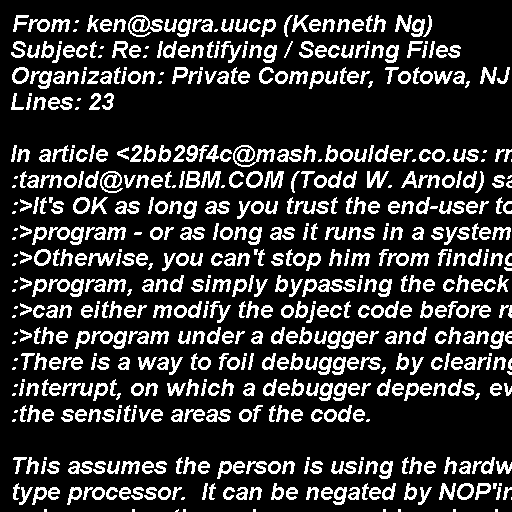 From: ken@sugra.uucp (Kenneth Ng)
Subject: Re: Identifying / Securing Files
Organization: Private Computer, Totowa, NJ
Lines: 23

In article <2bb29f4c@mash.boulder.co.us:
:tarnold@vnet.IBM.COM (Todd W. Arnold)
:>It's OK as long as you trust the end-user
:>program - or as long as it runs in a system
:>Otherwise, you can't stop him from finding
:>program, and simply bypassing the check
:>can either modify the object code before
:>the program under a debugger and change
:There is a way to foil debuggers, by clearing
:interrupt, on which a debugger depends,
:the sensitive areas of the code.

This assumes the person is using the
type processor.  It can be negated by